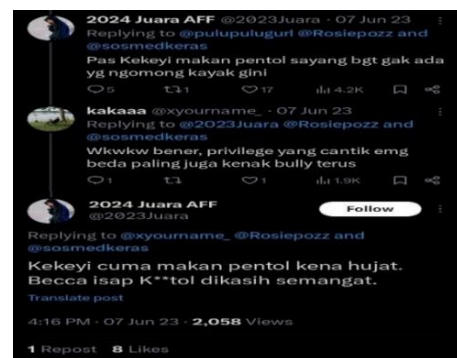 2024 Juara AFF @2023Juara · 07 Jun 23
Replying to @pulupulugurl @Rosiepozz and
@sosmedkeras
Pas Kekeyi makan pentol sayang bgt gak ada
yg ngomong kayak gini
5 1 17 4.2K
kakaaa @xyourname_ · 07 Jun 23
Replying to @2023Juara @Rosiepozz and
@sosmedkeras
Wkwkw bener, privilege yang cantik emg
beda paling juga kenak bully terus
1 1 1.9K
2024 Juara AFF
@2023Juara
Follow
Replying to @xyourname_ @Rosiepozz and
@sosmedkeras
Kekeyi cuma makan pentol kena hujat.
Becca isap K**tol dikasih semangat.
Translate post
4:16 PM · 07 Jun 23 · 2,058 Views
1 Repost 8 Likes